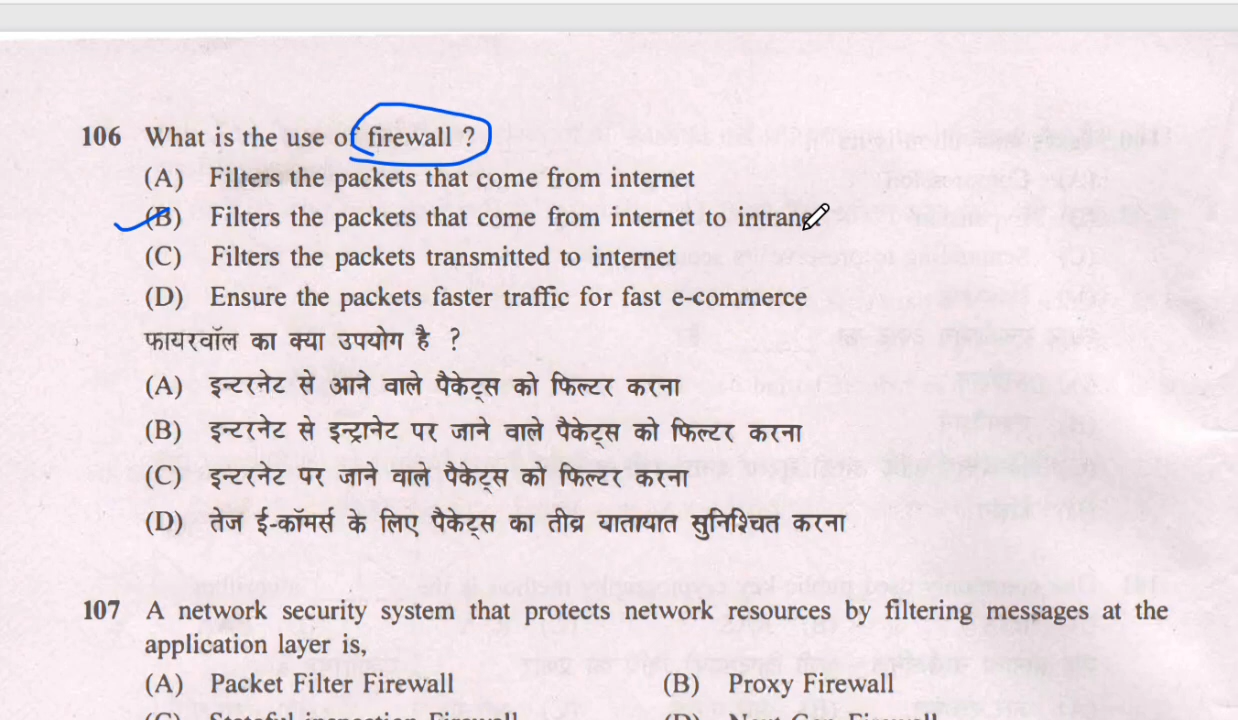 106 What is the use of firewall ?
(A) Filters the packets that come from internet
(B) Filters the packets that come from internet to
(C) Filters the packets transmitted to internet
(D) Ensure the packets faster traffic for fast e-commerce
फायरवॉल का क्या उपयोग है ?
(A) इन्टरनेट से आने वाले पैकेट्स को फिल्टर करना
(B) इन्टरनेट से इन्ट्रानेट पर जाने वाले पैकेट्स को फिल्टर करना
(C) इन्टरनेट पर जाने वाले पैकेट्स को फिल्टर करना
(D) तेज ई-कॉमर्स के लिए पैकेट्स का तीव्र यातायात सुनिश्चित करना
107 A network security system that protects network resources by filtering messages at the
application layer is,
(A) Packet Filter Firewall (B) Proxy Firewall